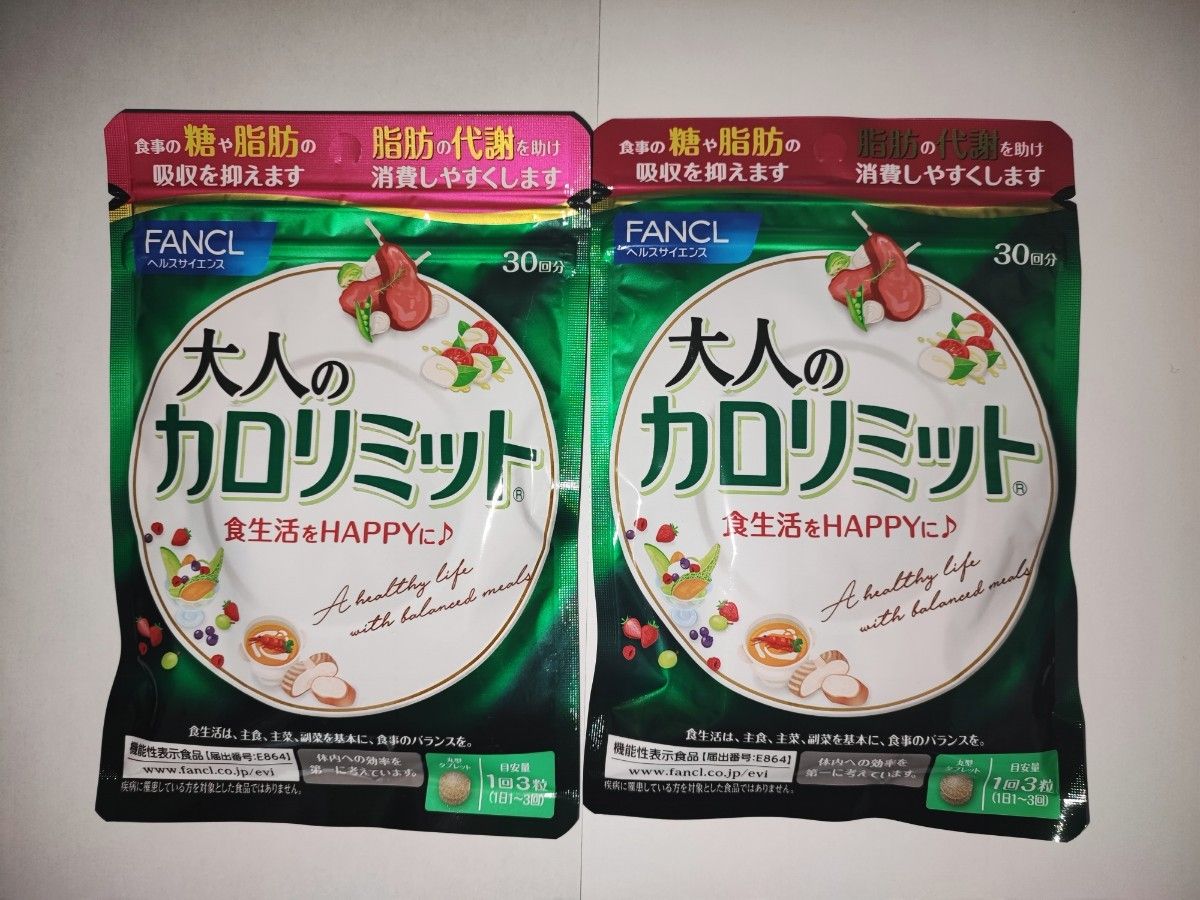 食事の糖や脂肪の
吸収を抑えます
脂肪の代謝を助け
消費しやすくします
FANCL
ヘルスサイエンス
30回分
大人の
カロリミット®
食生活をHAPPYに♪
A healthy life
with balanced meals
食生活は、主食、主菜、副菜を基本に、食事のバランスを。
機能性表示食品【届出番号:E864】
www.fancl.co.jp/evi
疾病に罹患している方を対象とした食品ではありません。
体内への効率を
第一に考えています。
丸型
タブレット
目安量
1回3粒
(1日1~3回)
食事の糖や脂肪の
吸収を抑えます
脂肪の代謝を助け
消費しやすくします
FANCL
ヘルスサイエンス
30回分
大人の
カロリミット®
食生活をHAPPYに♪
A healthy life
with balanced meals
食生活は、主食、主菜、副菜を基本に、食事のバランスを。
機能性表示食品【届出番号:E864】
www.fancl.co.jp/evi
疾病に罹患している方を対象とした食品ではありません。
体内への効率を
第一に考えています。
丸型
タブレット
目安量
1回3粒
(1日1~3回)